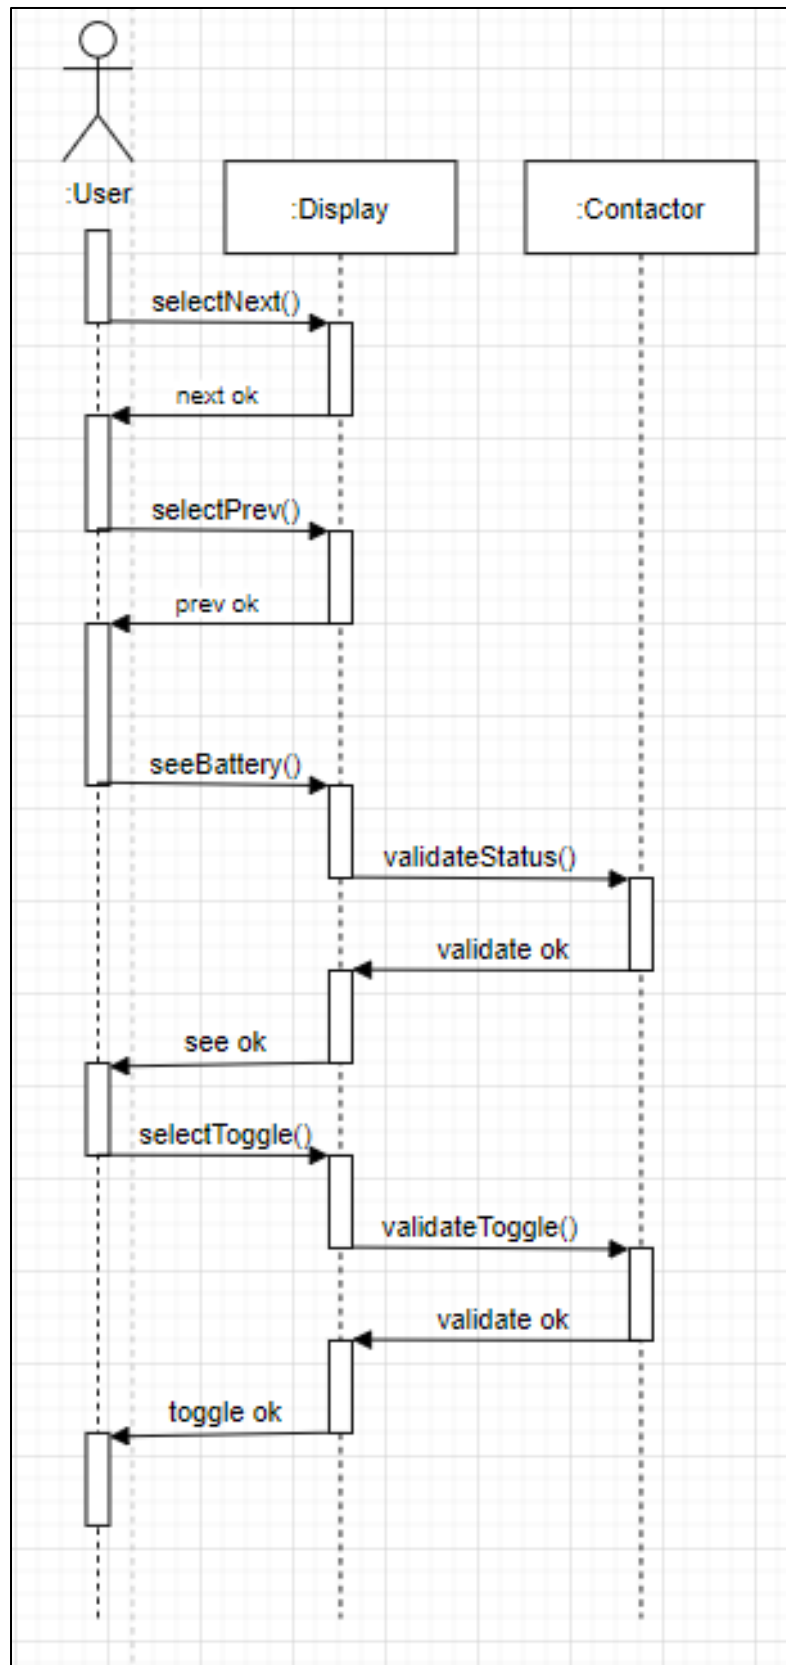 :User
:Display
:Contactor
selectNext()
next ok
selectPrev()
prev ok
seeBattery()
validateStatus()
validate ok
see ok
selectToggle()
validateToggle()
validate ok
toggle ok